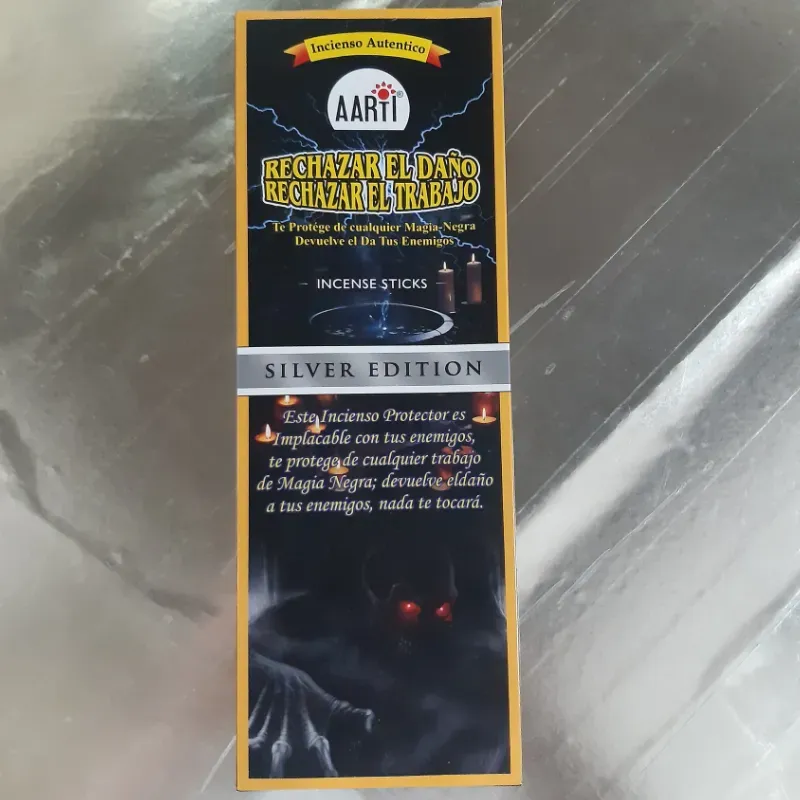 Incienso Autentico
AARTI®
RECHAZAR EL DAÑO
RECHAZAR EL TRABAJO
Te Protége de cualquier Magia-Negra
Devuelve el Da Tus Enemigos
INCENSE STICKS
SILVER EDITION
Este Incienso Protector es
Implacable con tus enemigos,
te protege de cualquier trabajo
de Magia Negra; devuelve eldaño
a tus enemigos, nada te tocará.